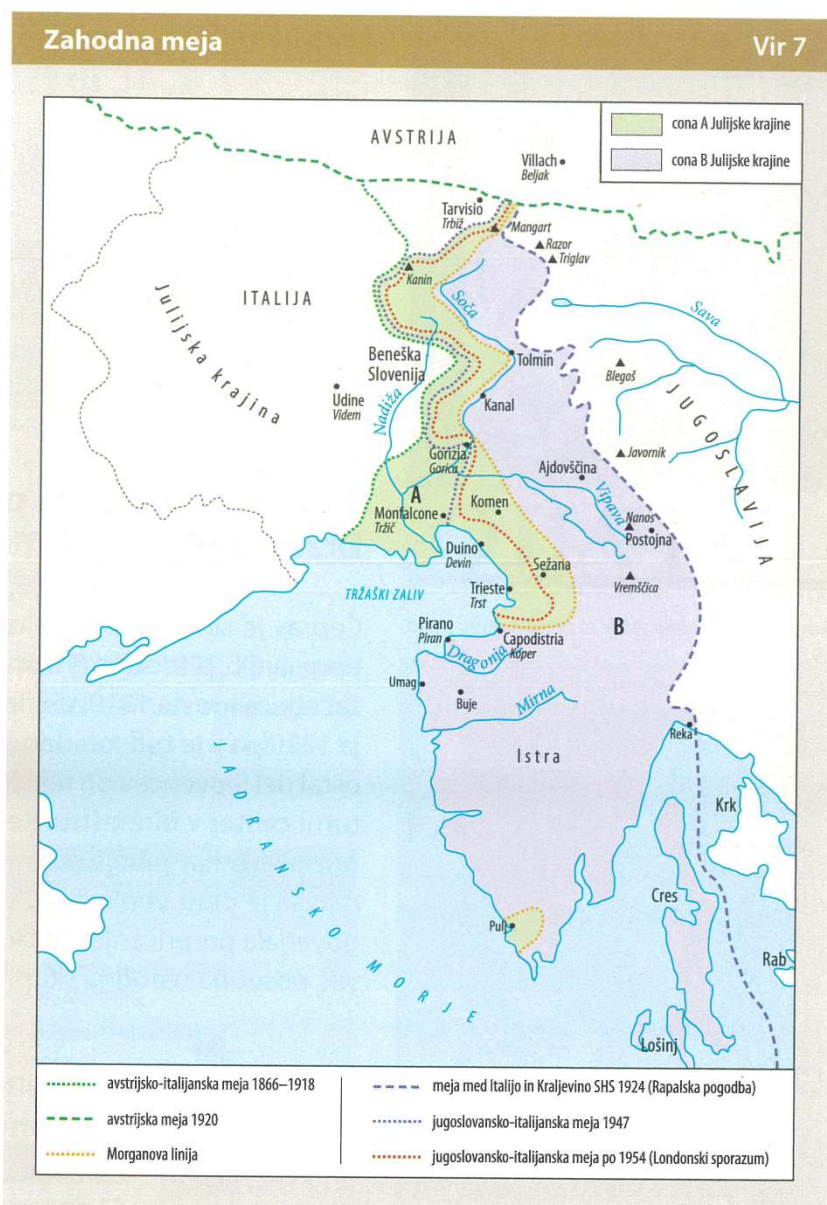 Zahodna meja
Vir 7
cona A Julijske krajine
cona B Julijske krajine
AVSTRIJA
Villach
Beljak
Tarvisio
Trbiž
Mangart
Razor
Triglav
Kanin
ITALIJA
Julijska krajina
Soča
Sava
Beneška
Slovenija
Tolmin
Blegoš
Udine
Videm
Nadiža
Kanal
JUGOSLAVIJA
Gorizia
Gorica
Javornik
Ajdovščina
A
Monfalcone
Tržič
Komen
Vipava
Nanos
Postojna
Duino
Devin
Sežana
Vremščica
TRŽAŠKI ZALIV
Trieste
Trst
B
Pirano
Piran
Capodistria
Koper
Dragonja
Umag
Buje
Mirna
Reka
Istra
Krk
Cres
Pulj
Rab
Lošinj
JADRANSKO MORJE
avstrijsko-italijanska meja 1866–1918
avstrijska meja 1920
Morganova linija
meja med Italijo in Kraljevino SHS 1924 (Rapalska pogodba)
jugoslovansko-italijanska meja 1947
jugoslovansko-italijanska meja po 1954 (Londonski sporazum)